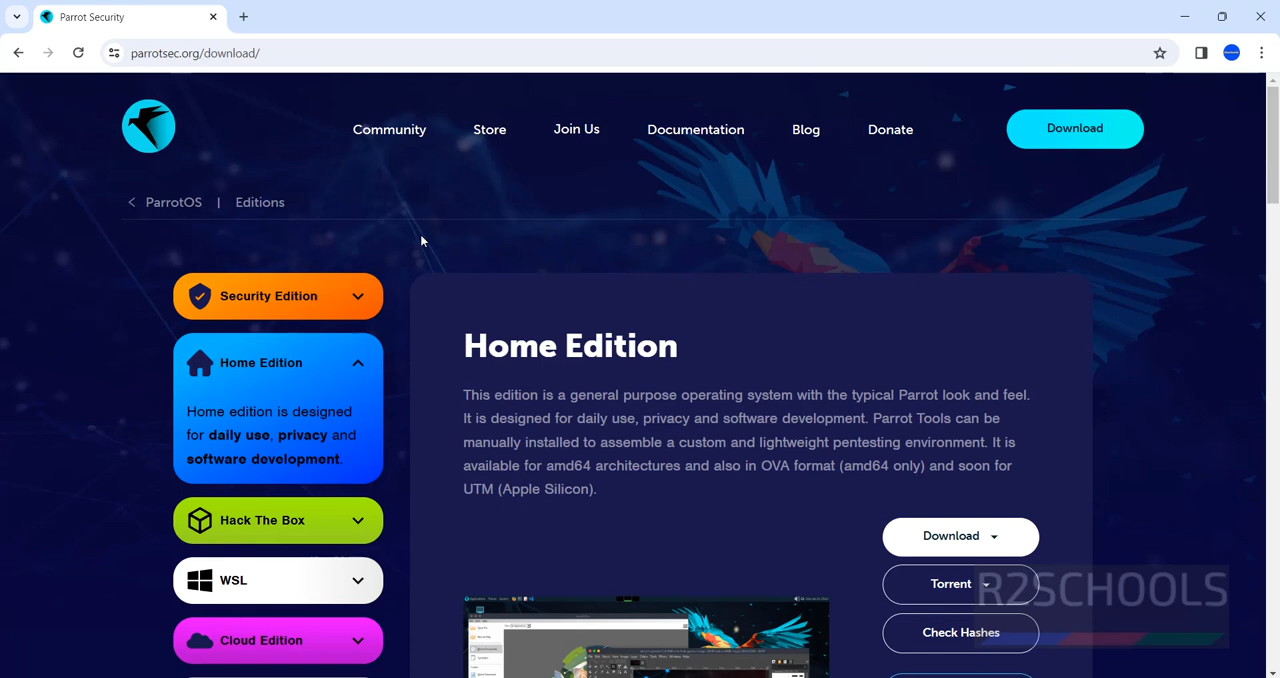 Parrot Security
parrotsec.org/download/
Community Store Join Us Documentation Blog Donate Download
< ParrotOS | Editions
Security Edition
Home Edition
Home edition is designed
for daily use, privacy and
software development.
Hack The Box
WSL
Cloud Edition
Home Edition
This edition is a general purpose operating system with the typical Parrot look and feel.
It is designed for daily use, privacy and software development. Parrot Tools can be
manually installed to assemble a custom and lightweight pentesting environment. It is
available for amd64 architectures and also in OVA format (amd64 only) and soon for
UTM (Apple Silicon).
Download
Torrent
Check Hashes
R2SCHOOLS